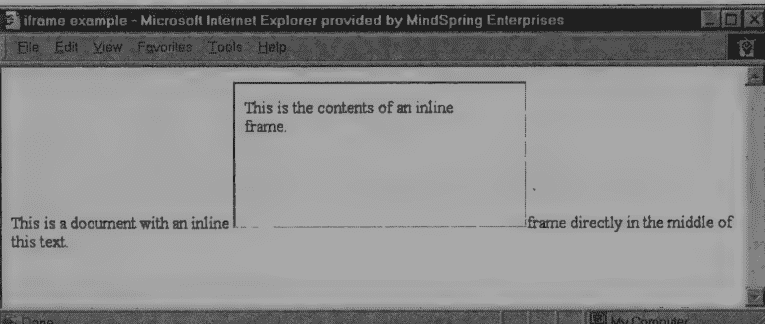 iframe example - Microsoft Internet Explorer provided by MindSpring Enterprises
File Edit View Favorites Tools Help
This is the contents of an inline
frame.
This is a document with an inline frame directly in the middle of
this text.
Done My Computer